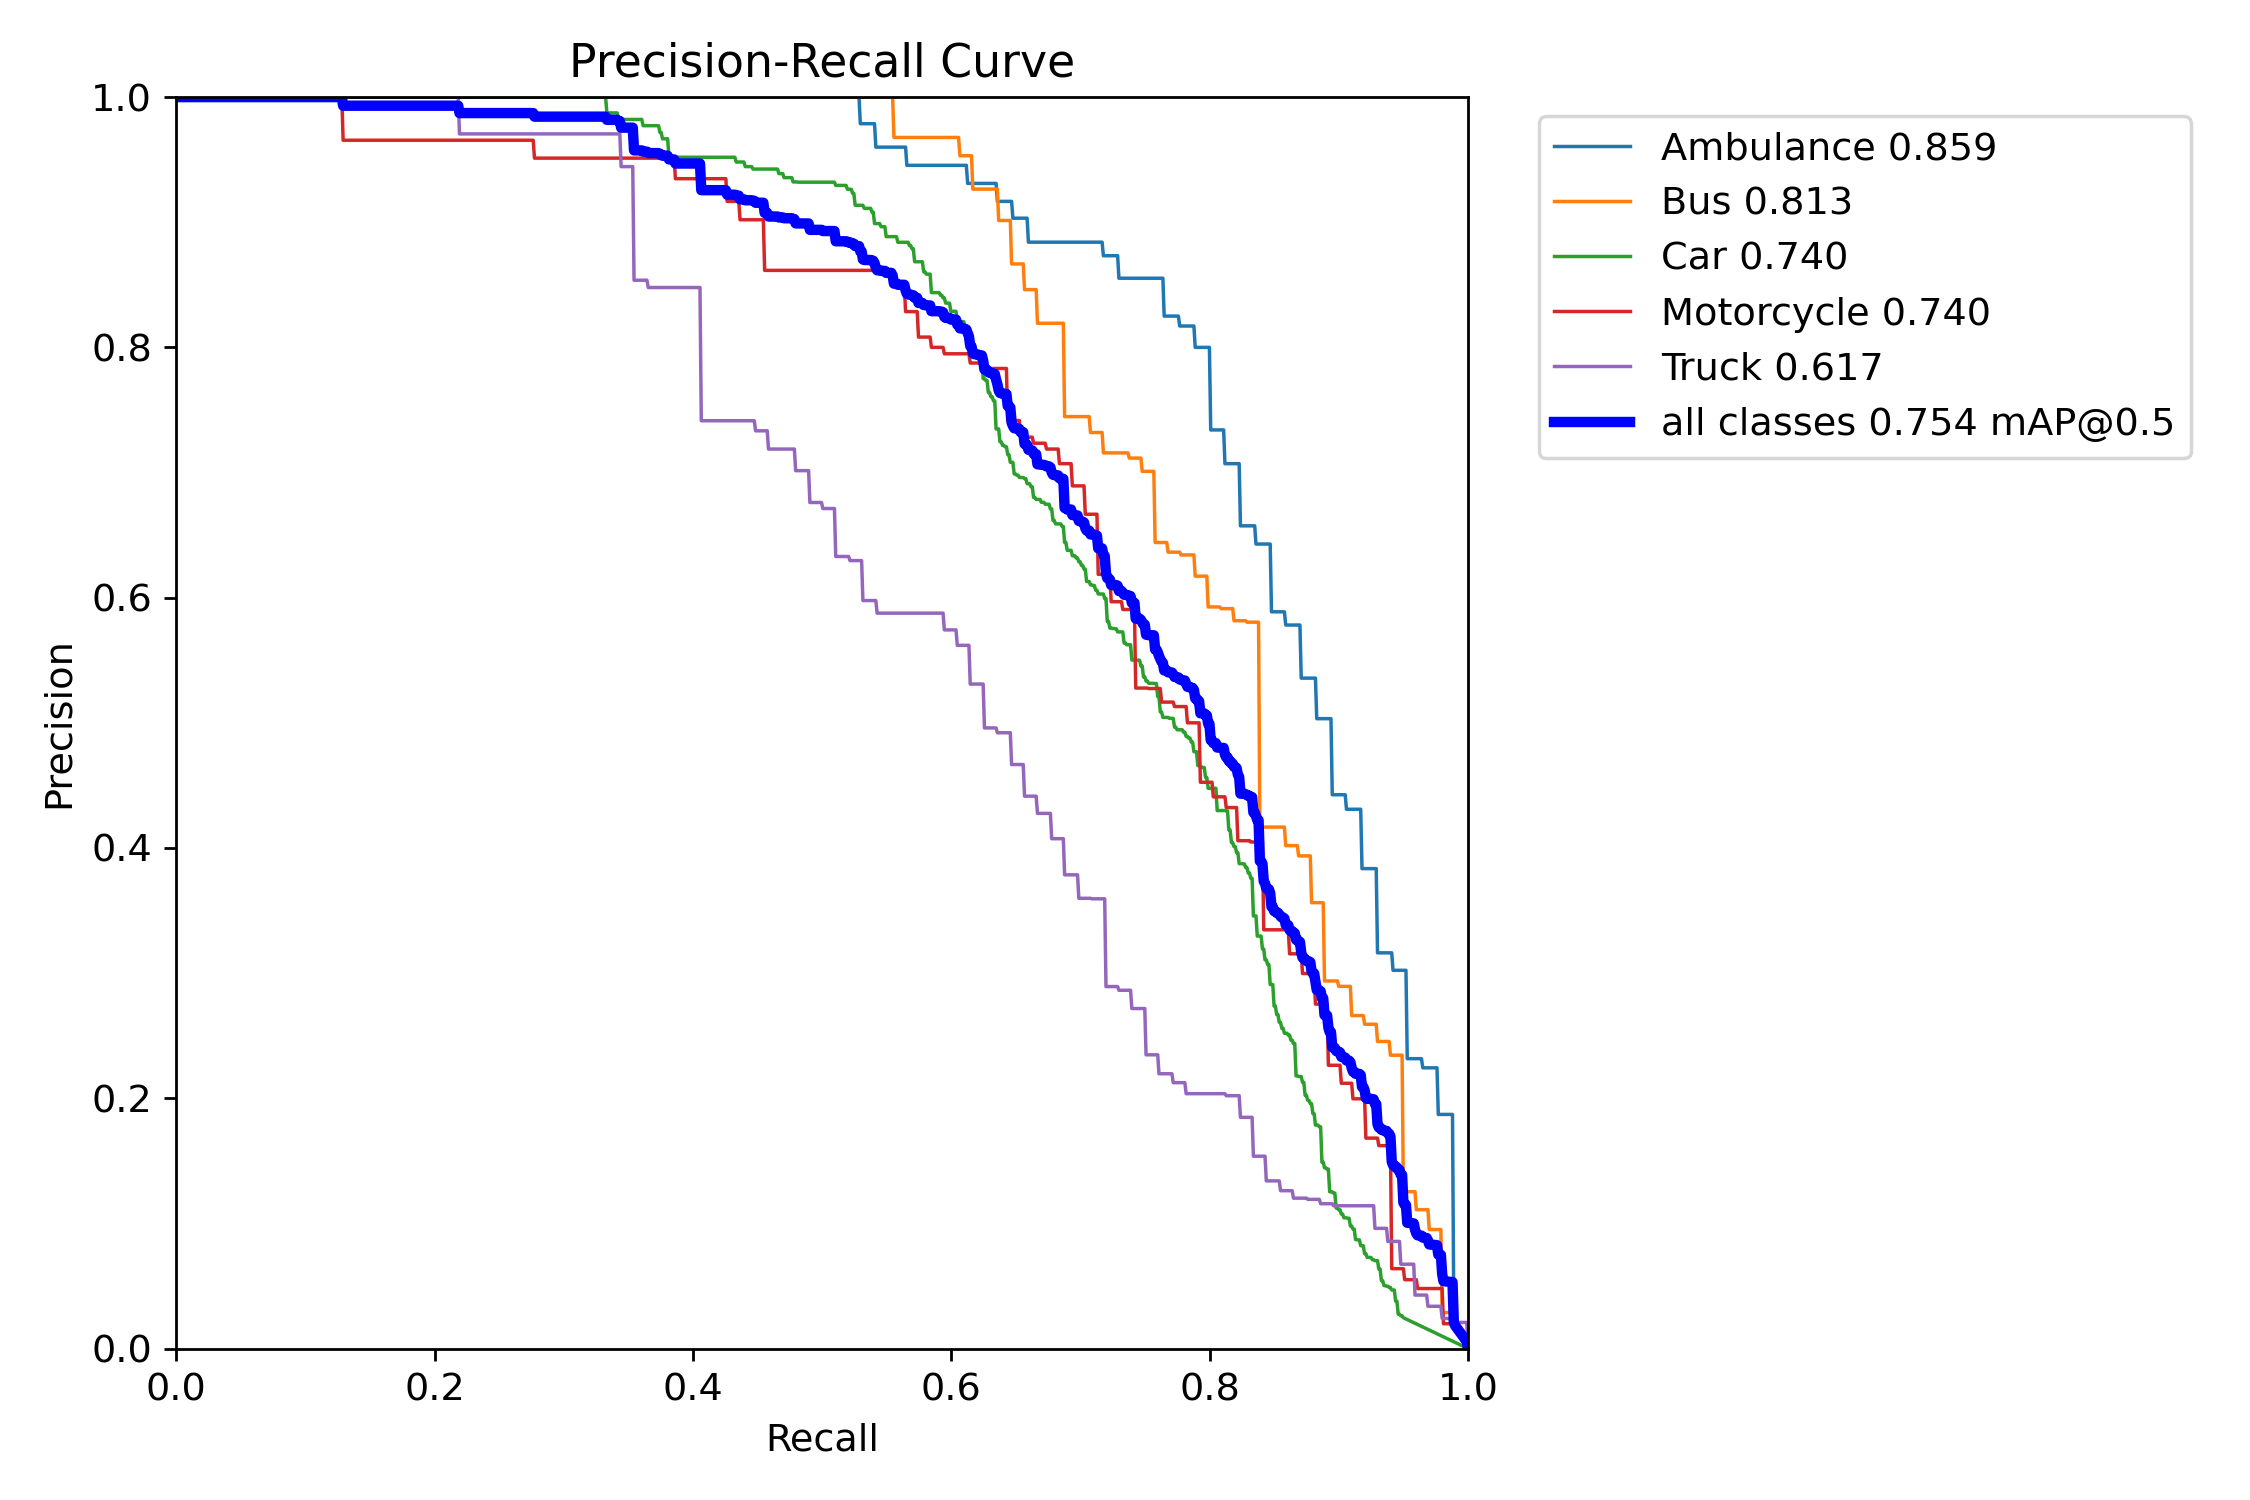 Precision-Recall Curve
1.0
0.8
0.6
0.4
0.2
0.0
Precision
0.0 0.2 0.4 0.6 0.8 1.0
Recall
Ambulance 0.859
Bus 0.813
Car 0.740
Motorcycle 0.740
Truck 0.617
all classes 0.754 mAP@0.5